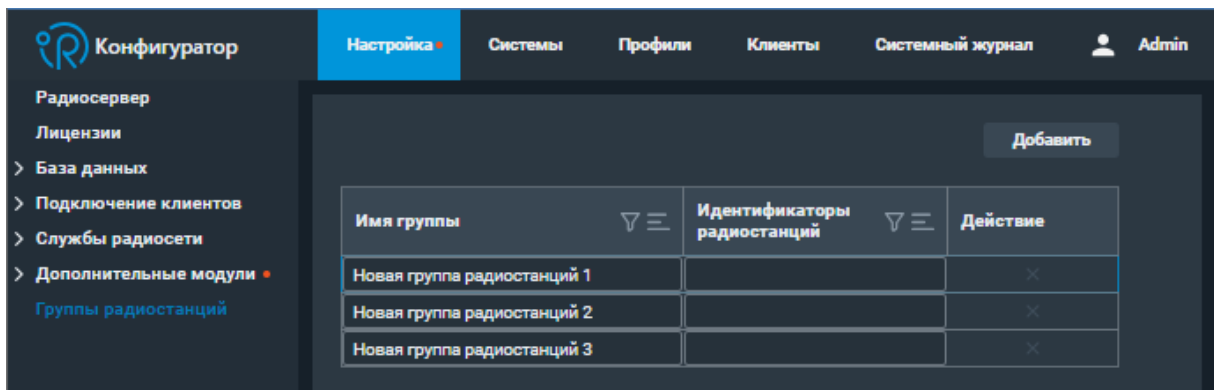 Конфигуратор
Настройка Системы Профили Клиенты Системный журнал Admin
Радиосервер
Лицензии
База данных
Подключение клиентов
Службы радиосети
Дополнительные модули
Группы радиостанций
Добавить
Имя группы Идентификаторы радиостанций Действие
Новая группа радиостанций 1
Новая группа радиостанций 2
Новая группа радиостанций 3